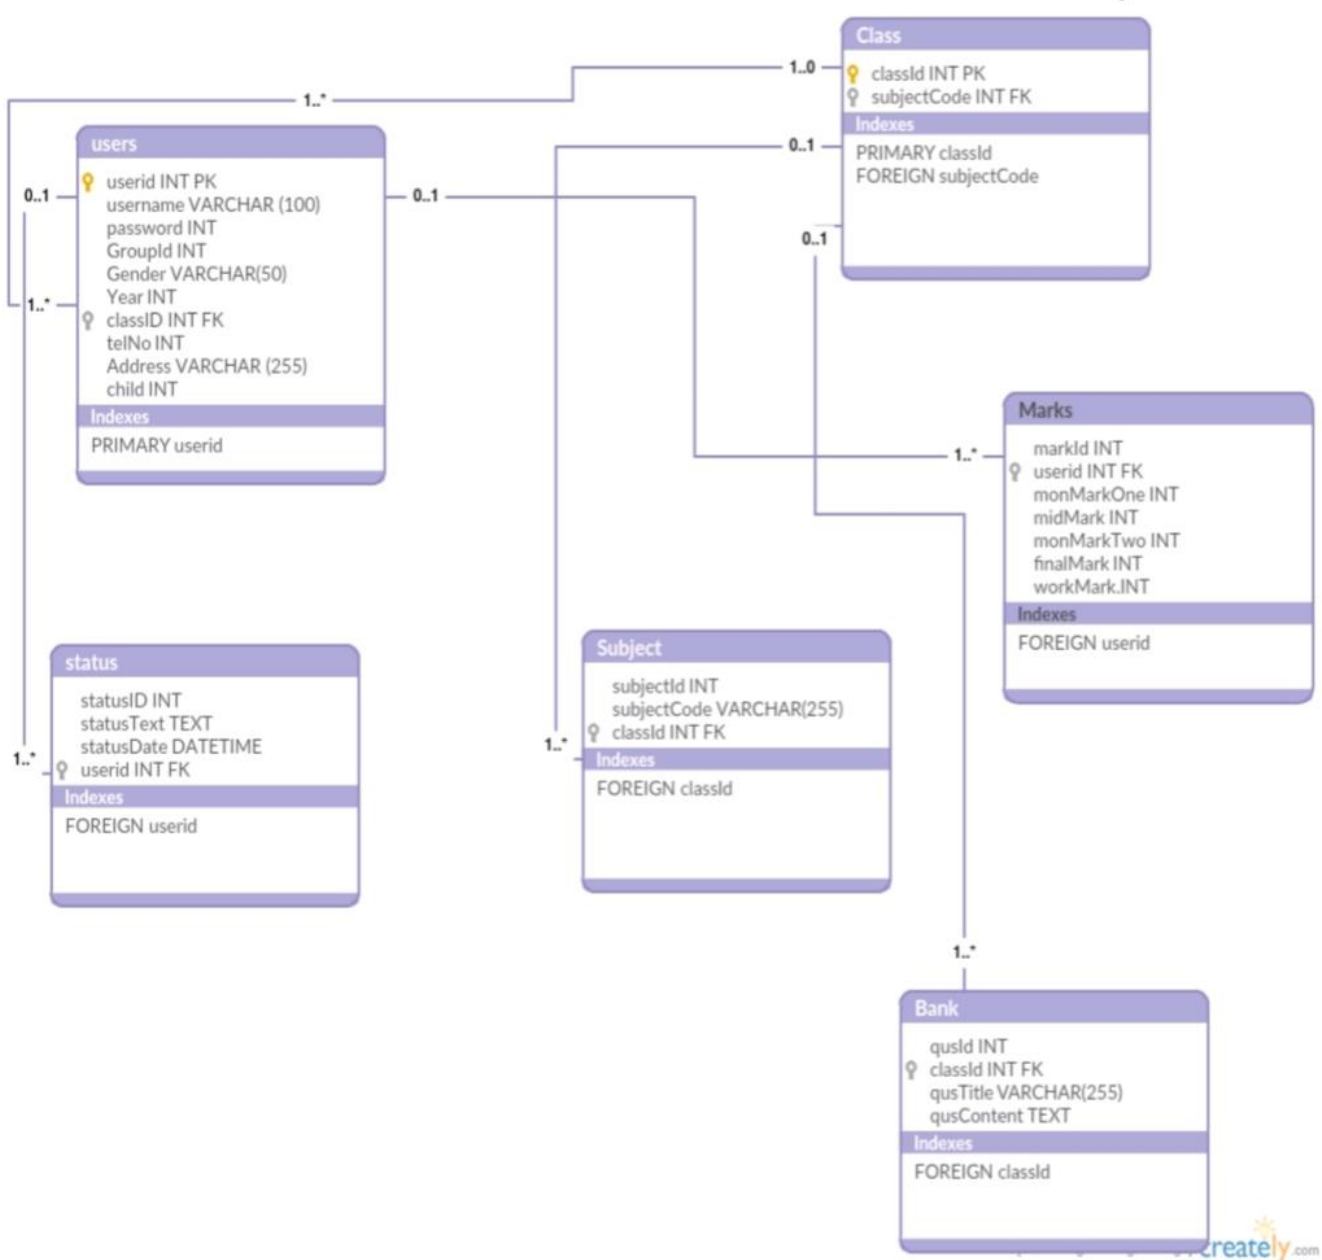 Class
1..0
classId INT PK
subjectCode INT FK
Indexes
PRIMARY classId
FOREIGN subjectCode
0..1
0..1
1..*
users
0..1
userid INT PK
username VARCHAR (100)
password INT
GroupId INT
Gender VARCHAR(50)
Year INT
classID INT FK
telNo INT
Address VARCHAR (255)
child INT
Indexes
PRIMARY userid
0..1
1..*
Marks
markId INT
userid INT FK
monMarkOne INT
midMark INT
monMarkTwo INT
finalMark INT
workMark.INT
Indexes
FOREIGN userid
1..*
status
statusID INT
statusText TEXT
statusDate DATETIME
userid INT FK
Indexes
FOREIGN userid
1..*
Subject
subjectId INT
subjectCode VARCHAR(255)
classId INT FK
Indexes
FOREIGN classId
1..*
1..*
Bank
qusId INT
classId INT FK
qusTitle VARCHAR(255)
qusContent TEXT
Indexes
FOREIGN classId
creately.com